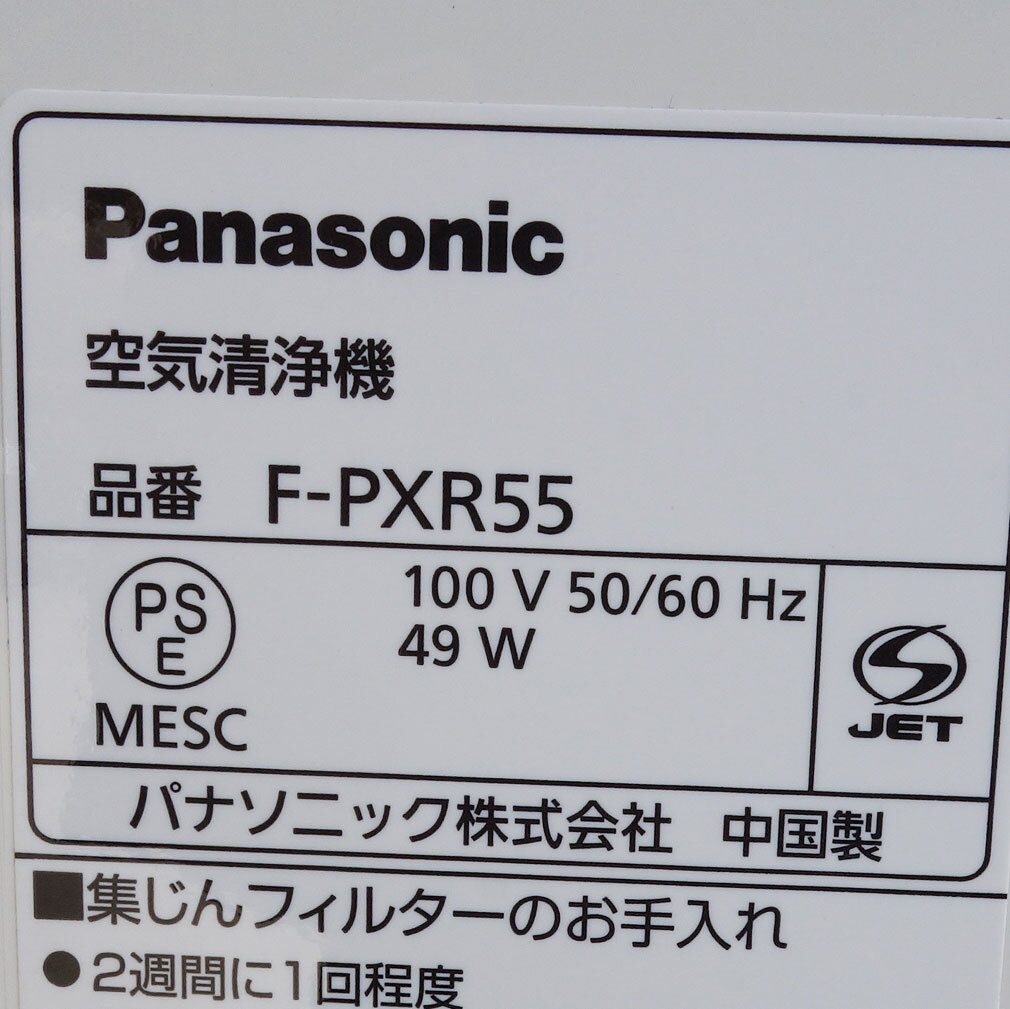 Panasonic
空気清浄機
品番 F-PXR55
PSE
100 V 50/60 Hz
49 W
MESC
JET
パナソニック株式会社 中国製
■集じんフィルターのお手入れ
●2週間に1回程度